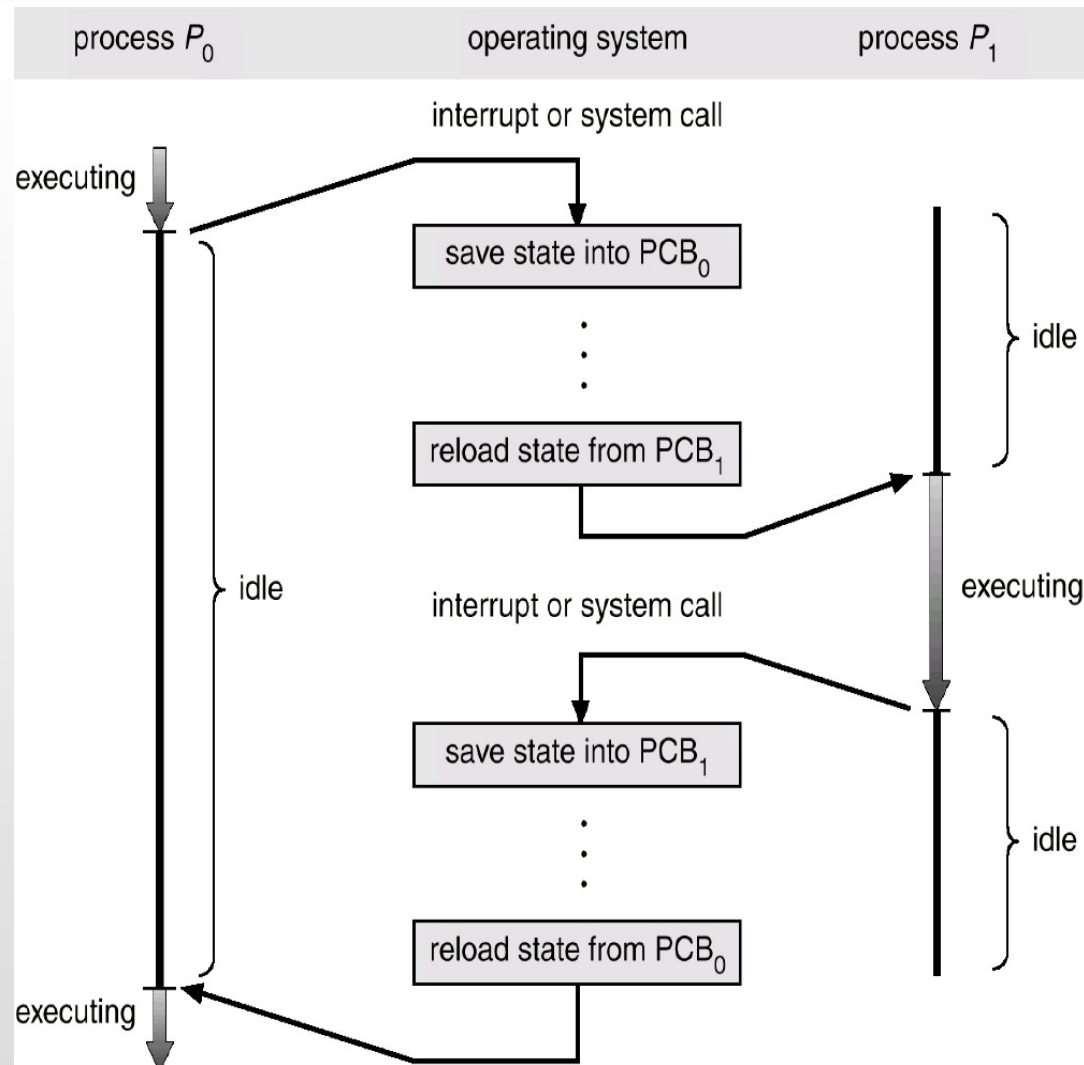 process P0 operating system process P1
interrupt or system call
executing
save state into PCB0
idle
reload state from PCB1
idle
executing
interrupt or system call
save state into PCB1
idle
reload state from PCB0
executing